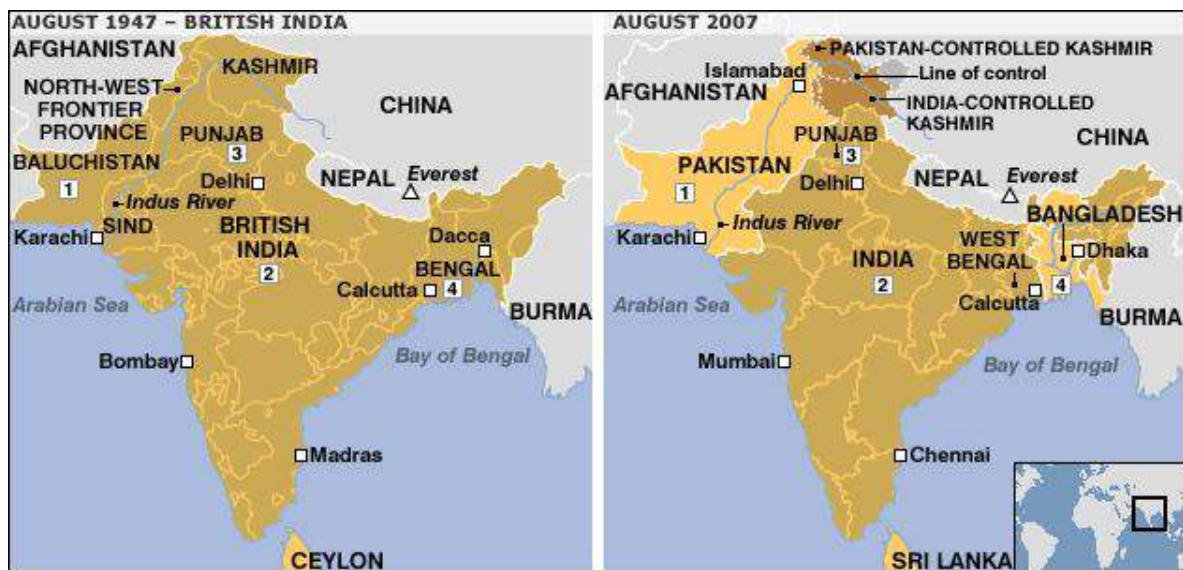 AUGUST 1947 – BRITISH INDIA
AFGHANISTAN
KASHMIR
NORTH-WEST
FRONTIER
PROVINCE
CHINA
PUNJAB
3
BALUCHISTAN
1
Delhi
NEPAL
Everest
Indus River
SIND
BRITISH
INDIA
2
Karachi
Dacca
BENGAL
4
Calcutta
Arabian Sea
BURMA
Bay of Bengal
Bombay
Madras
CEYLON
AUGUST 2007
PAKISTAN-CONTROLLED KASHMIR
Islamabad
Line of control
AFGHANISTAN
INDIA-CONTROLLED
KASHMIR
CHINA
PUNJAB
3
PAKISTAN
1
Delhi
NEPAL
Everest
Indus River
BANGLADESH
Karachi
WEST
BENGAL
Dhaka
INDIA
2
4
Calcutta
Arabian Sea
BURMA
Bay of Bengal
Mumbai
Chennai
SRI LANKA